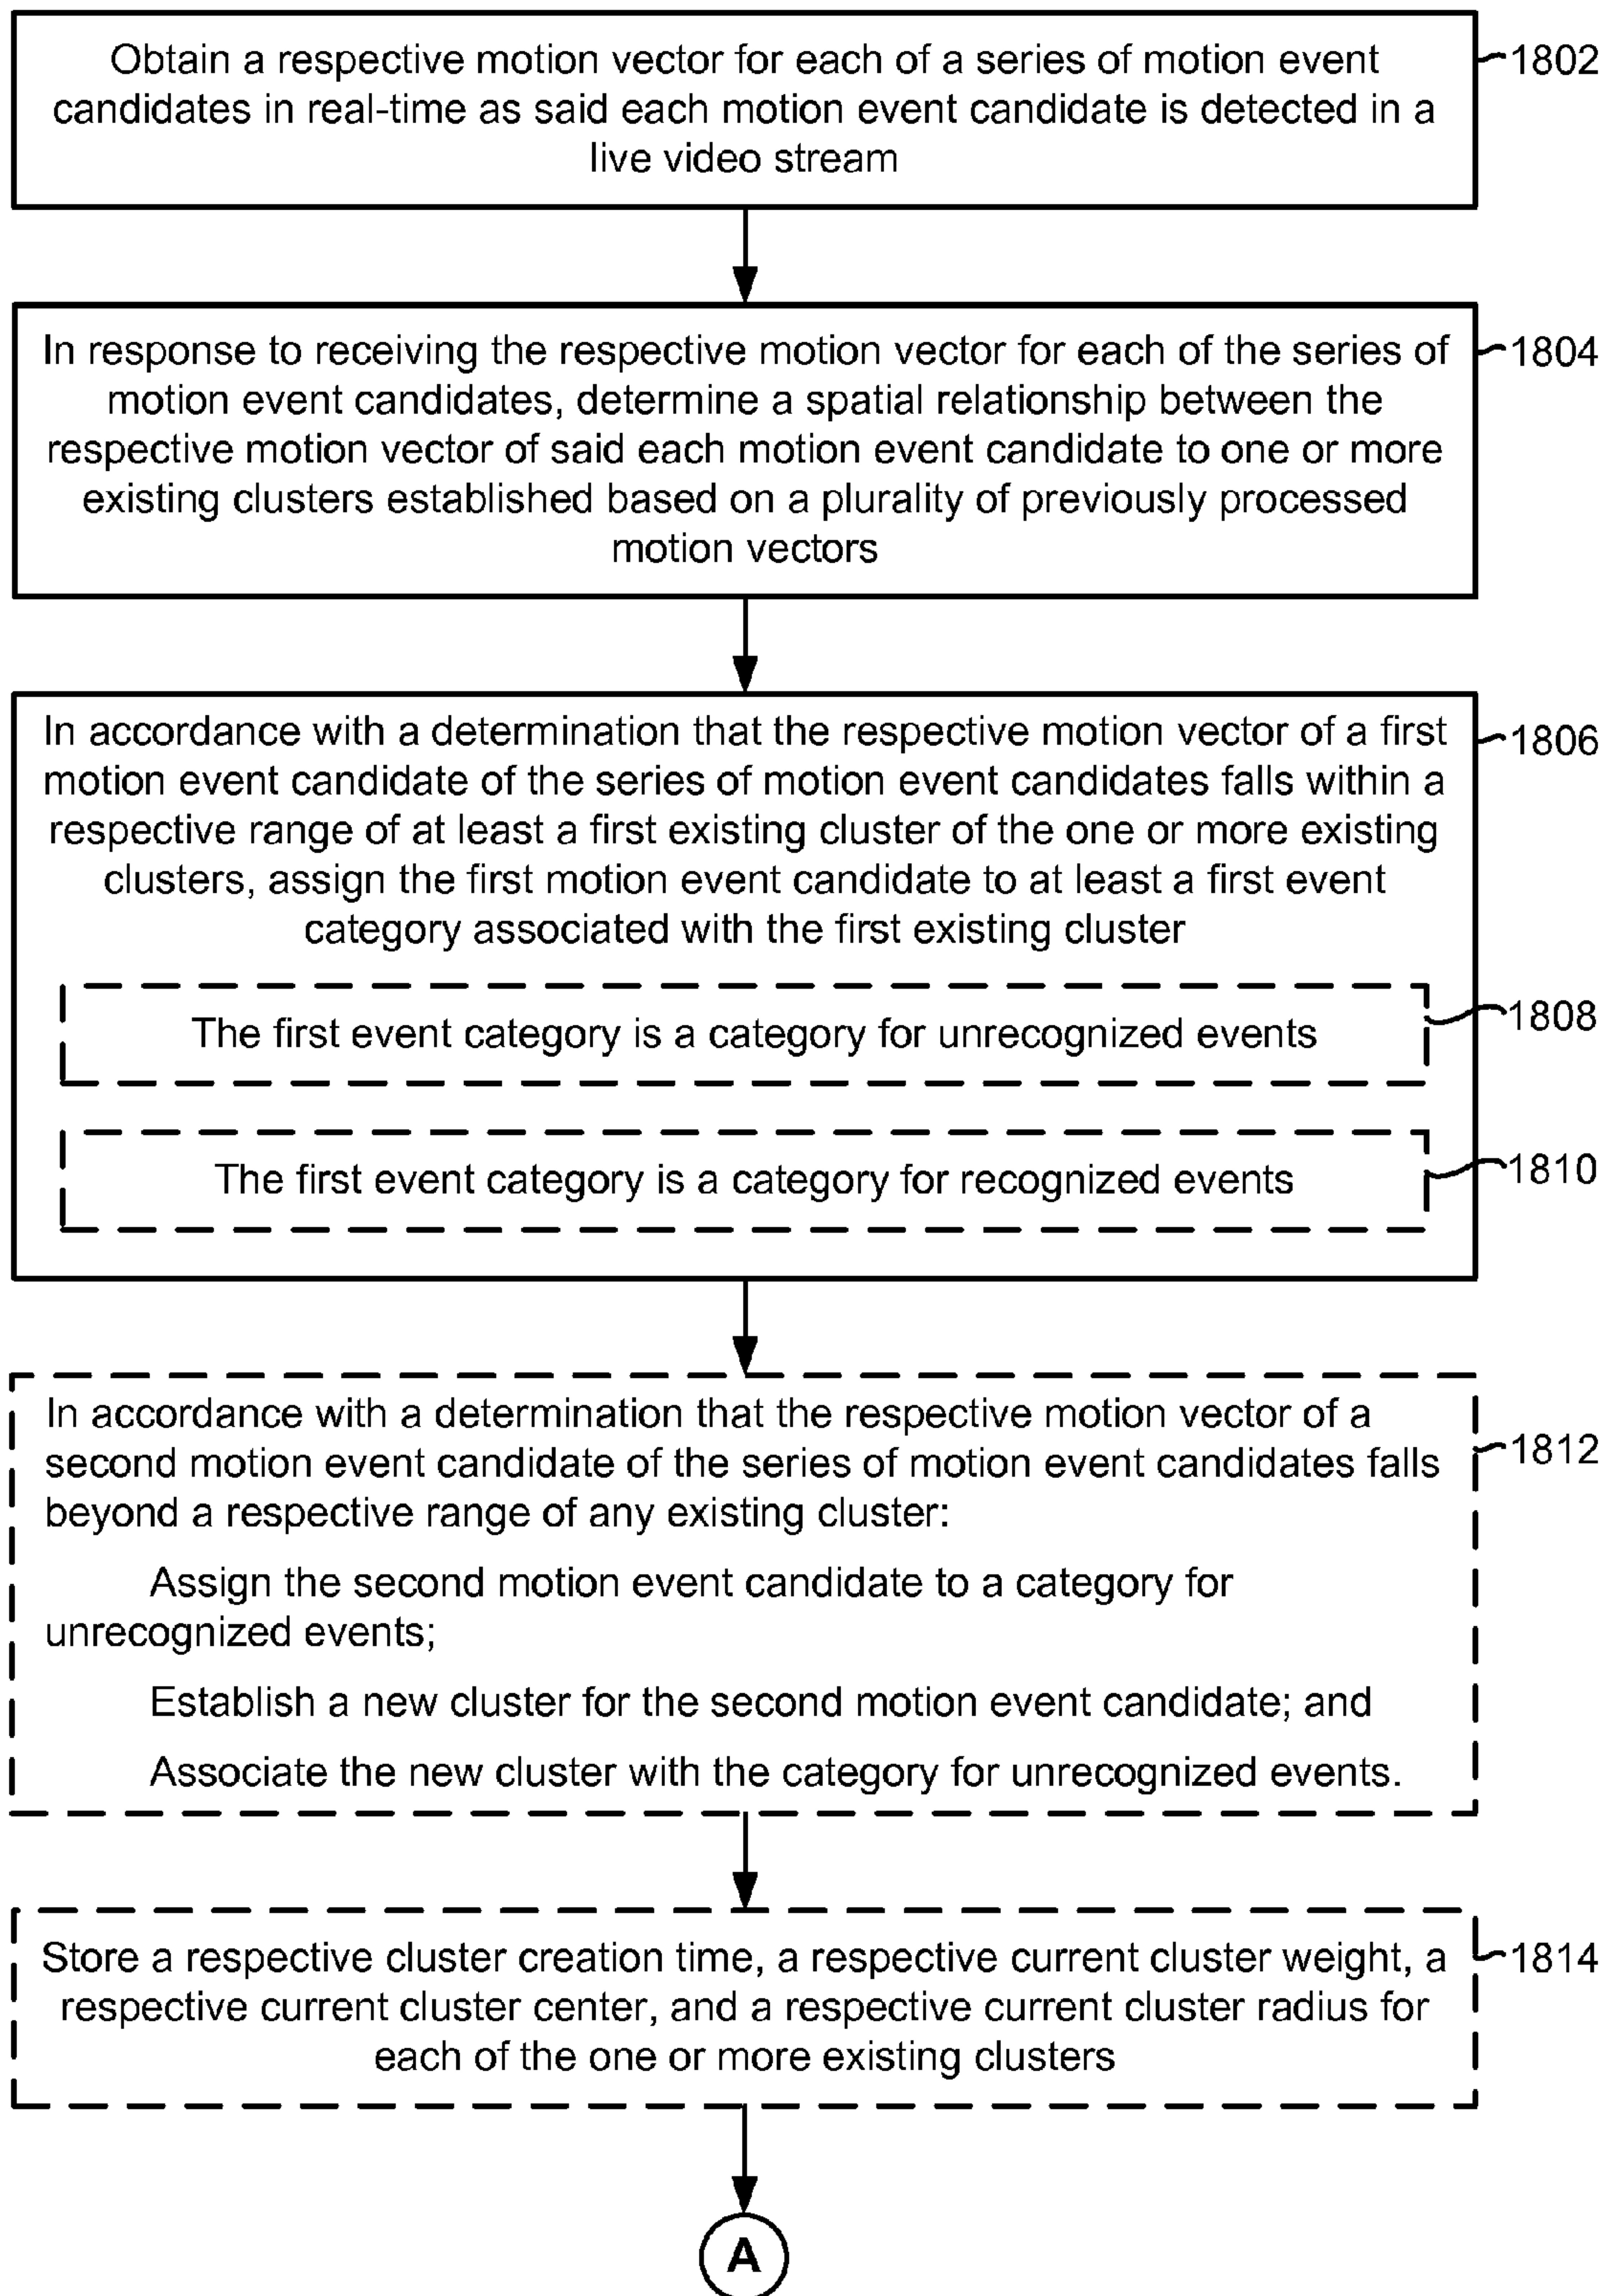 Obtain a respective motion vector for each of a series of motion event
candidates in real-time as said each motion event candidate is detected in a
live video stream
1802
In response to receiving the respective motion vector for each of the series of
motion event candidates, determine a spatial relationship between the
respective motion vector of said each motion event candidate to one or more
existing clusters established based on a plurality of previously processed
motion vectors
1804
In accordance with a determination that the respective motion vector of a first
motion event candidate of the series of motion event candidates falls within a
respective range of at least a first existing cluster of the one or more existing
clusters, assign the first motion event candidate to at least a first event
category associated with the first existing cluster
1806
The first event category is a category for unrecognized events
1808
The first event category is a category for recognized events
1810
In accordance with a determination that the respective motion vector of a
second motion event candidate of the series of motion event candidates falls
beyond a respective range of any existing cluster:
Assign the second motion event candidate to a category for
unrecognized events;
Establish a new cluster for the second motion event candidate; and
Associate the new cluster with the category for unrecognized events.
1812
Store a respective cluster creation time, a respective current cluster weight, a
respective current cluster center, and a respective current cluster radius for
each of the one or more existing clusters
1814
A